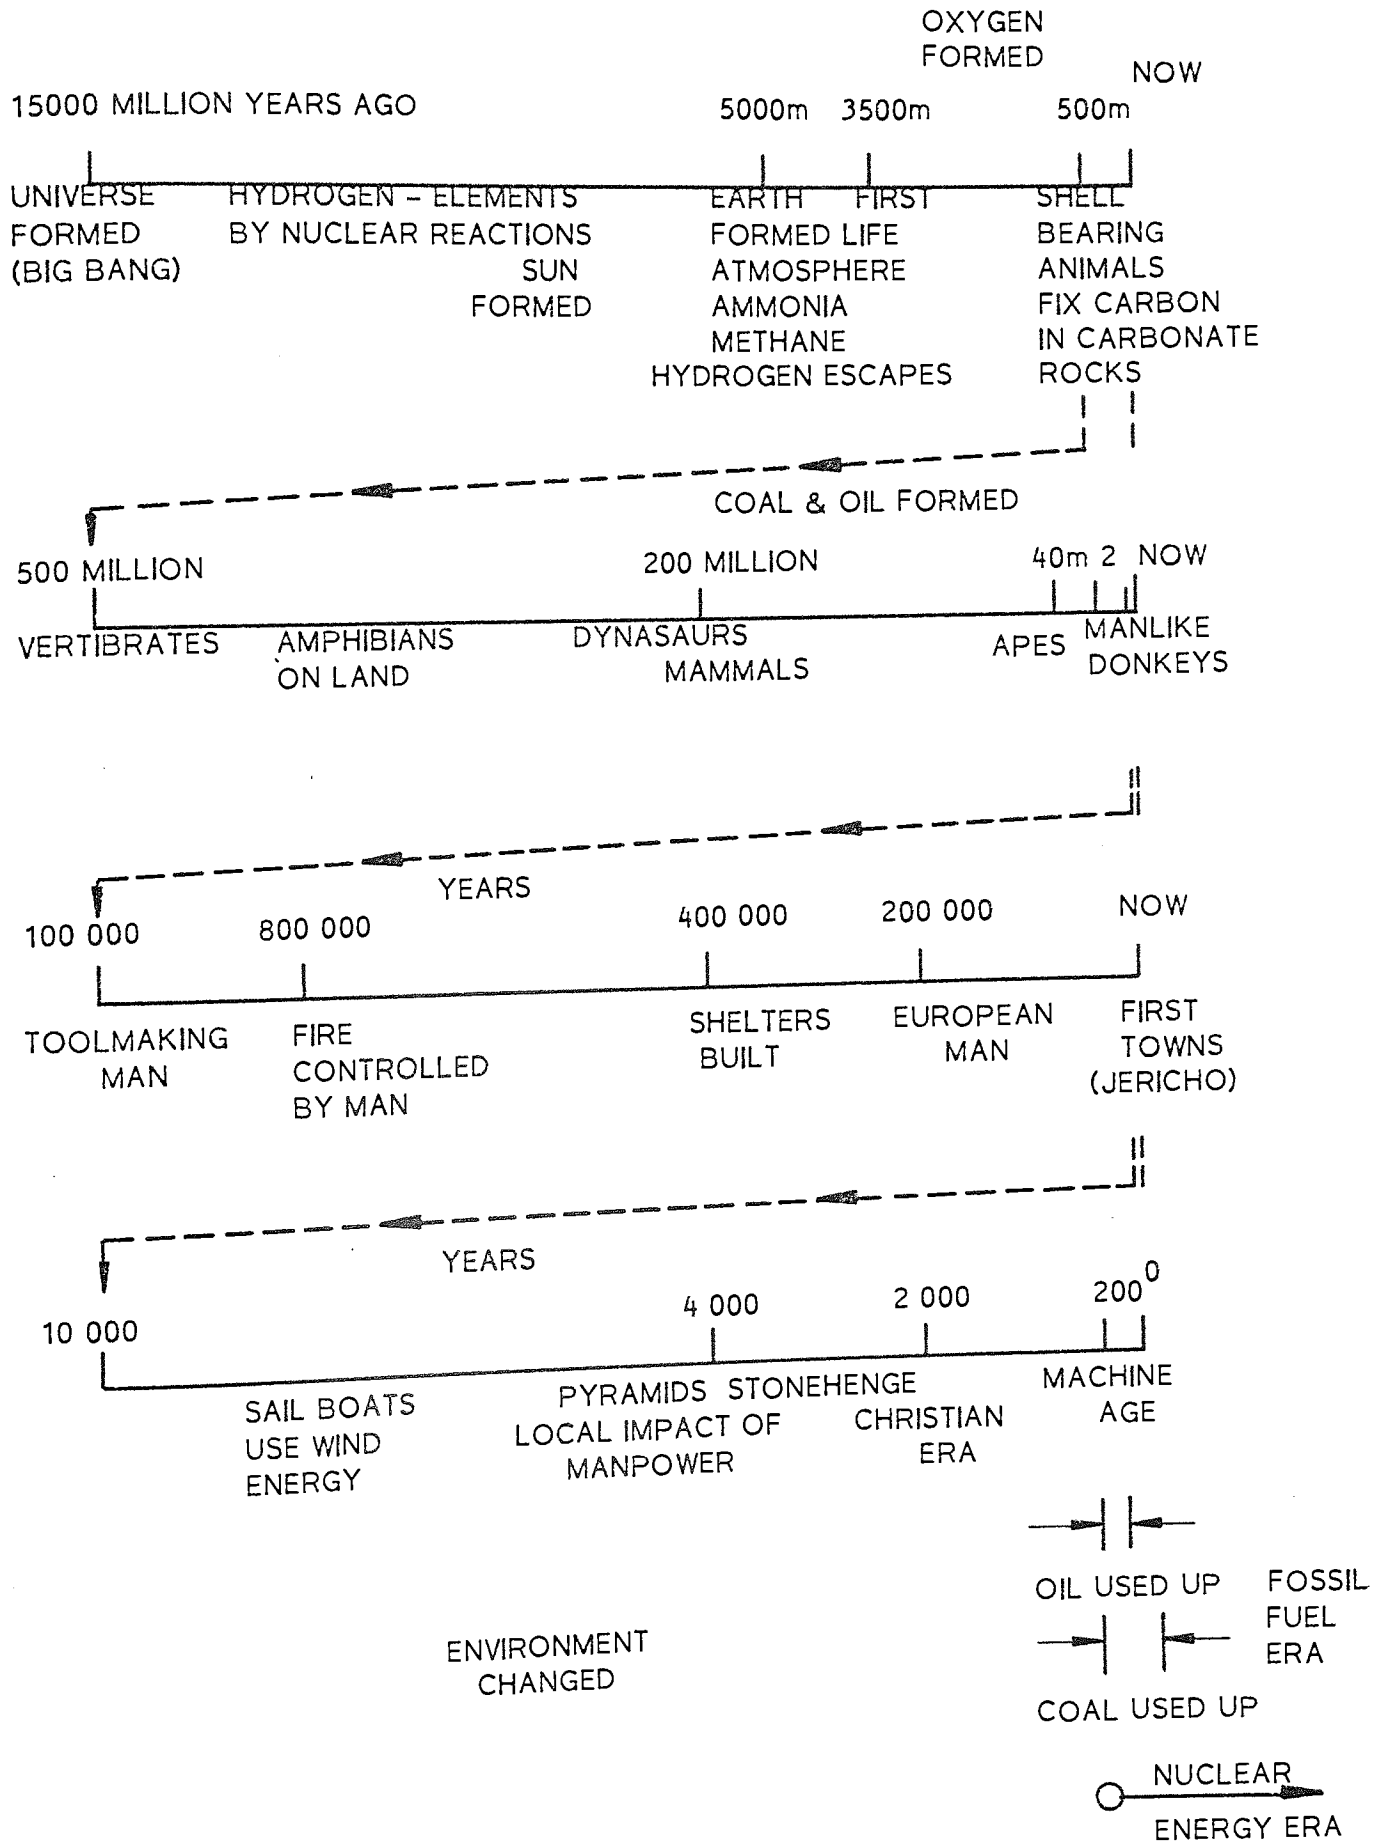 OXYGEN
FORMED
NOW
15000 MILLION YEARS AGO
5000m 3500m
500m
UNIVERSE
FORMED
(BIG BANG)
HYDROGEN – ELEMENTS
BY NUCLEAR REACTIONS
SUN
FORMED
EARTH FIRST
FORMED LIFE
ATMOSPHERE
AMMONIA
METHANE
HYDROGEN ESCAPES
SHELL
BEARING
ANIMALS
FIX CARBON
IN CARBONATE
ROCKS
COAL & OIL FORMED
500 MILLION
200 MILLION
40m 2 NOW
VERTIBRATES
AMPHIBIANS
ON LAND
DYNASAURS
MAMMALS
APES
MANLIKE
DONKEYS
YEARS
100 000
800 000
400 000
200 000
NOW
TOOLMAKING
MAN
FIRE
CONTROLLED
BY MAN
SHELTERS
BUILT
EUROPEAN
MAN
FIRST
TOWNS
(JERICHO)
YEARS
10 000
4 000
2 000
200
0
SAIL BOATS
USE WIND
ENERGY
PYRAMIDS STONEHENGE
LOCAL IMPACT OF
MANPOWER
CHRISTIAN
ERA
MACHINE
AGE
OIL USED UP
FOSSIL
FUEL
ERA
ENVIRONMENT
CHANGED
COAL USED UP
NUCLEAR
ENERGY ERA